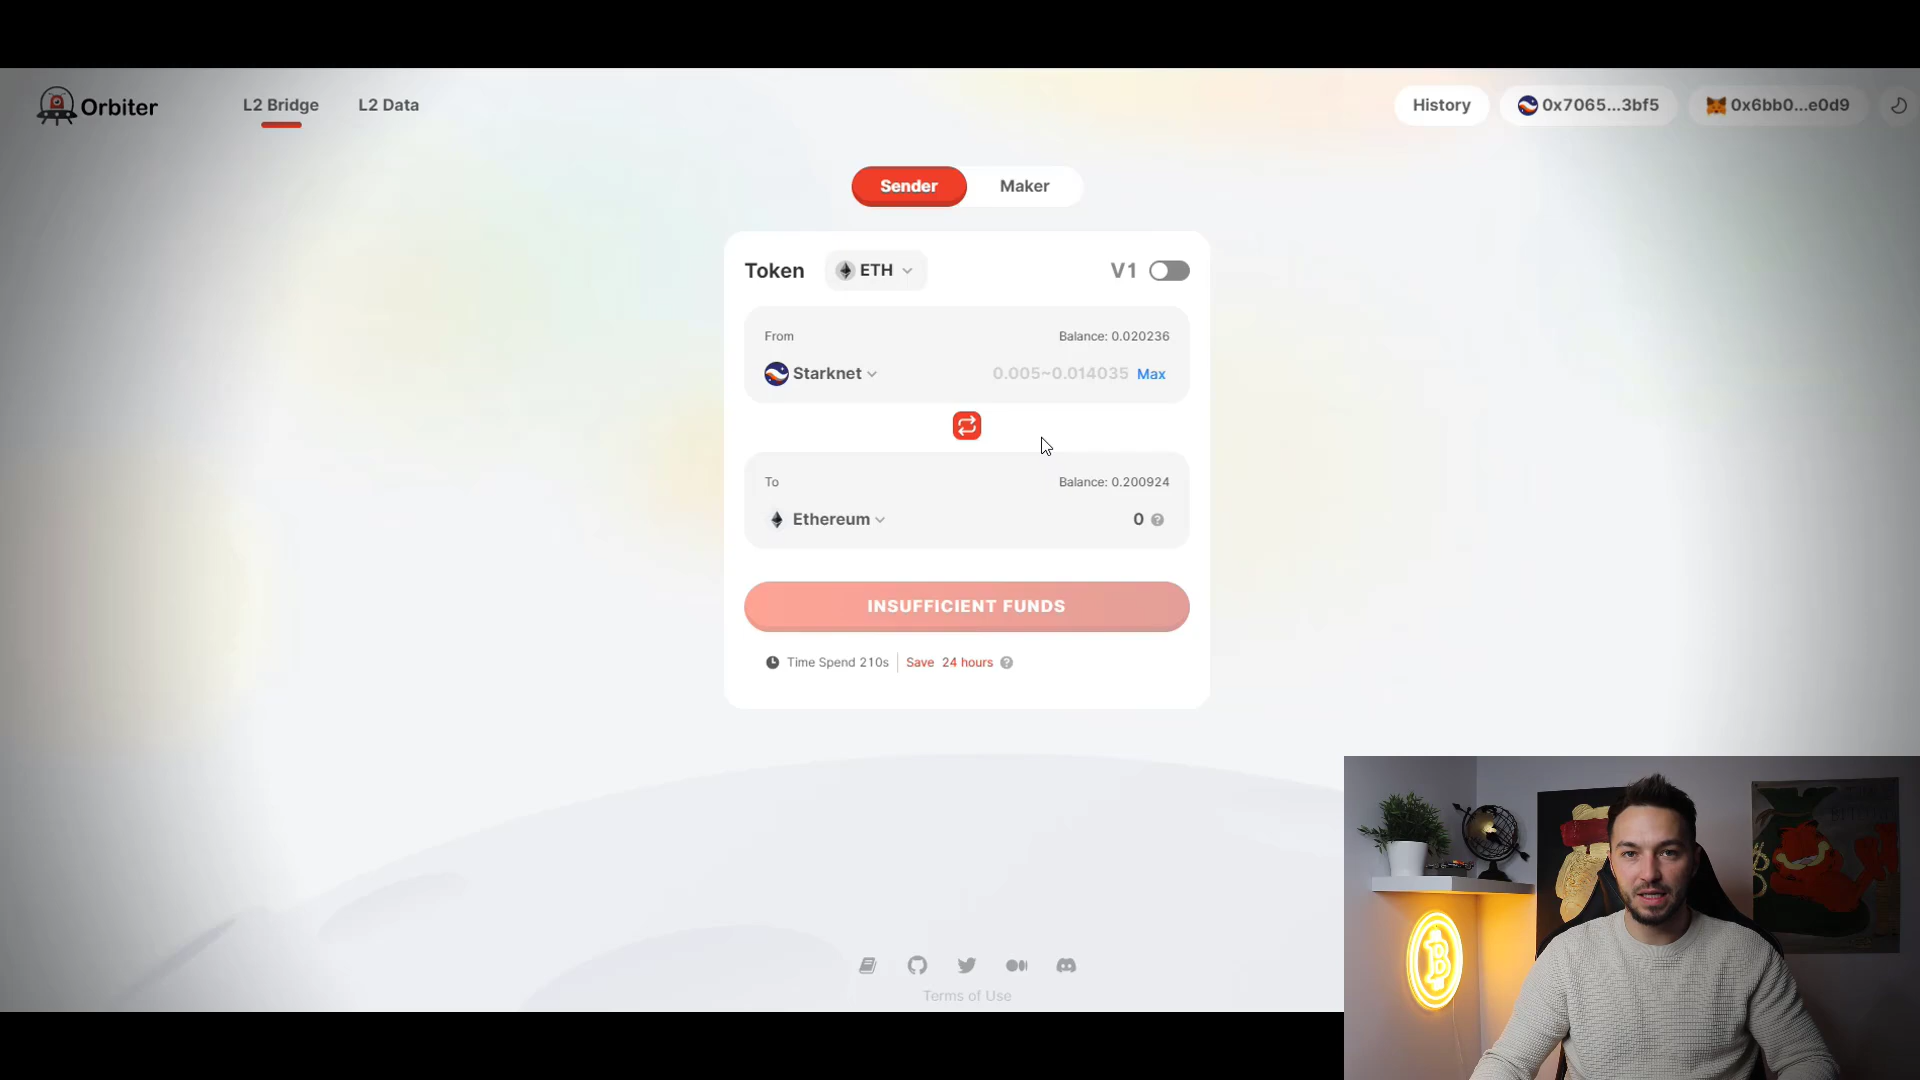 Orbiter
L2 Bridge
L2 Data
History
0x7065...3bf5
0x6bb0...e0d9
Sender
Maker
Token
ETH
V1
From
Balance: 0.020236
Starknet
0.005~0.014035
Max
To
Balance: 0.200924
Ethereum
0
INSUFFICIENT FUNDS
Time Spend 210s
Save 24 hours
Terms of Use